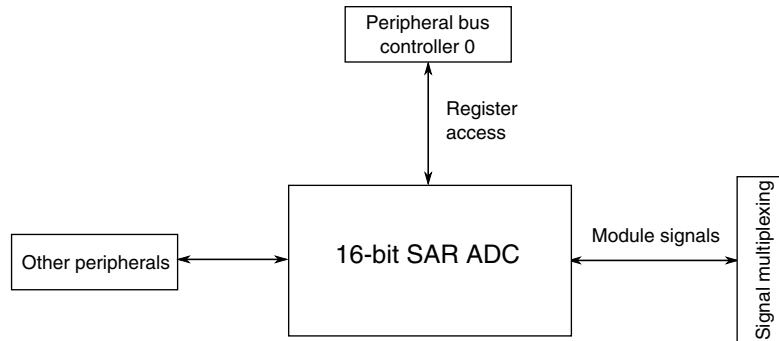 Peripheral bus
controller 0
Register
access
16-bit SAR ADC
Other peripherals
Module signals
Signal multiplexing